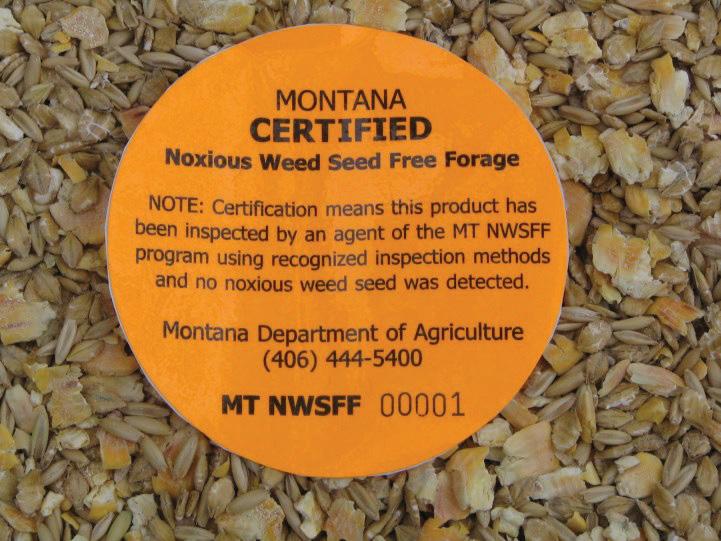 MONTANA
CERTIFIED
Noxious Weed Seed Free Forage
NOTE: Certification means this product has
been inspected by an agent of the MT NWSFF
program using recognized inspection methods
and no noxious weed seed was detected.
Montana Department of Agriculture
(406) 444-5400
MT NWSFF 00001